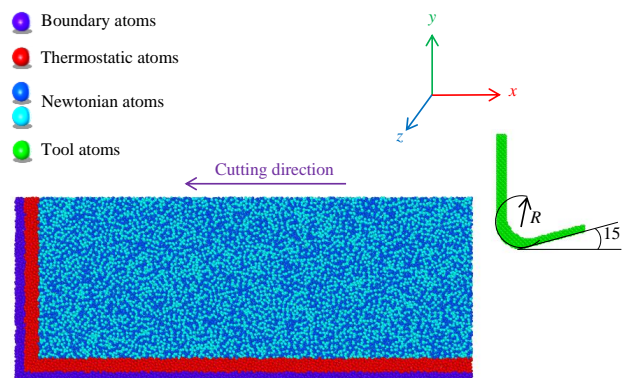 Boundary atoms
Thermostatic atoms
Newtonian atoms
Tool atoms
y
x
z
Cutting direction
R
15